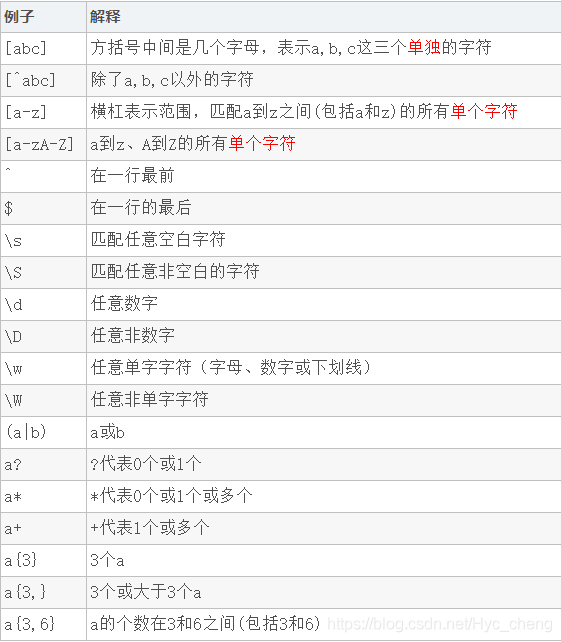 例子 解释
[abc] 方括号中间是几个字母，表示a,b,c这三个单独的字符
[^abc] 除了a,b,c以外的字符
[a-z] 横杠表示范围，匹配a到z之间(包括a和z)的所有单个字符
[a-zA-Z] a到z、A到Z的所有单个字符
^ 在一行最前
$ 在一行的最后
\s 匹配任意空白字符
\S 匹配任意非空白的字符
\d 任意数字
\D 任意非数字
\w 任意单字字符（字母、数字或下划线）
\W 任意非单字字符
(a|b) a或b
a? ?代表0个或1个
a* *代表0个或1个或多个
a+ +代表1个或多个
a{3} 3个a
a{3,} 3个或大于3个a
a{3,6} a的个数在3和6之间(包括3和6) https://blog.csdn.net/Hyc_cheng